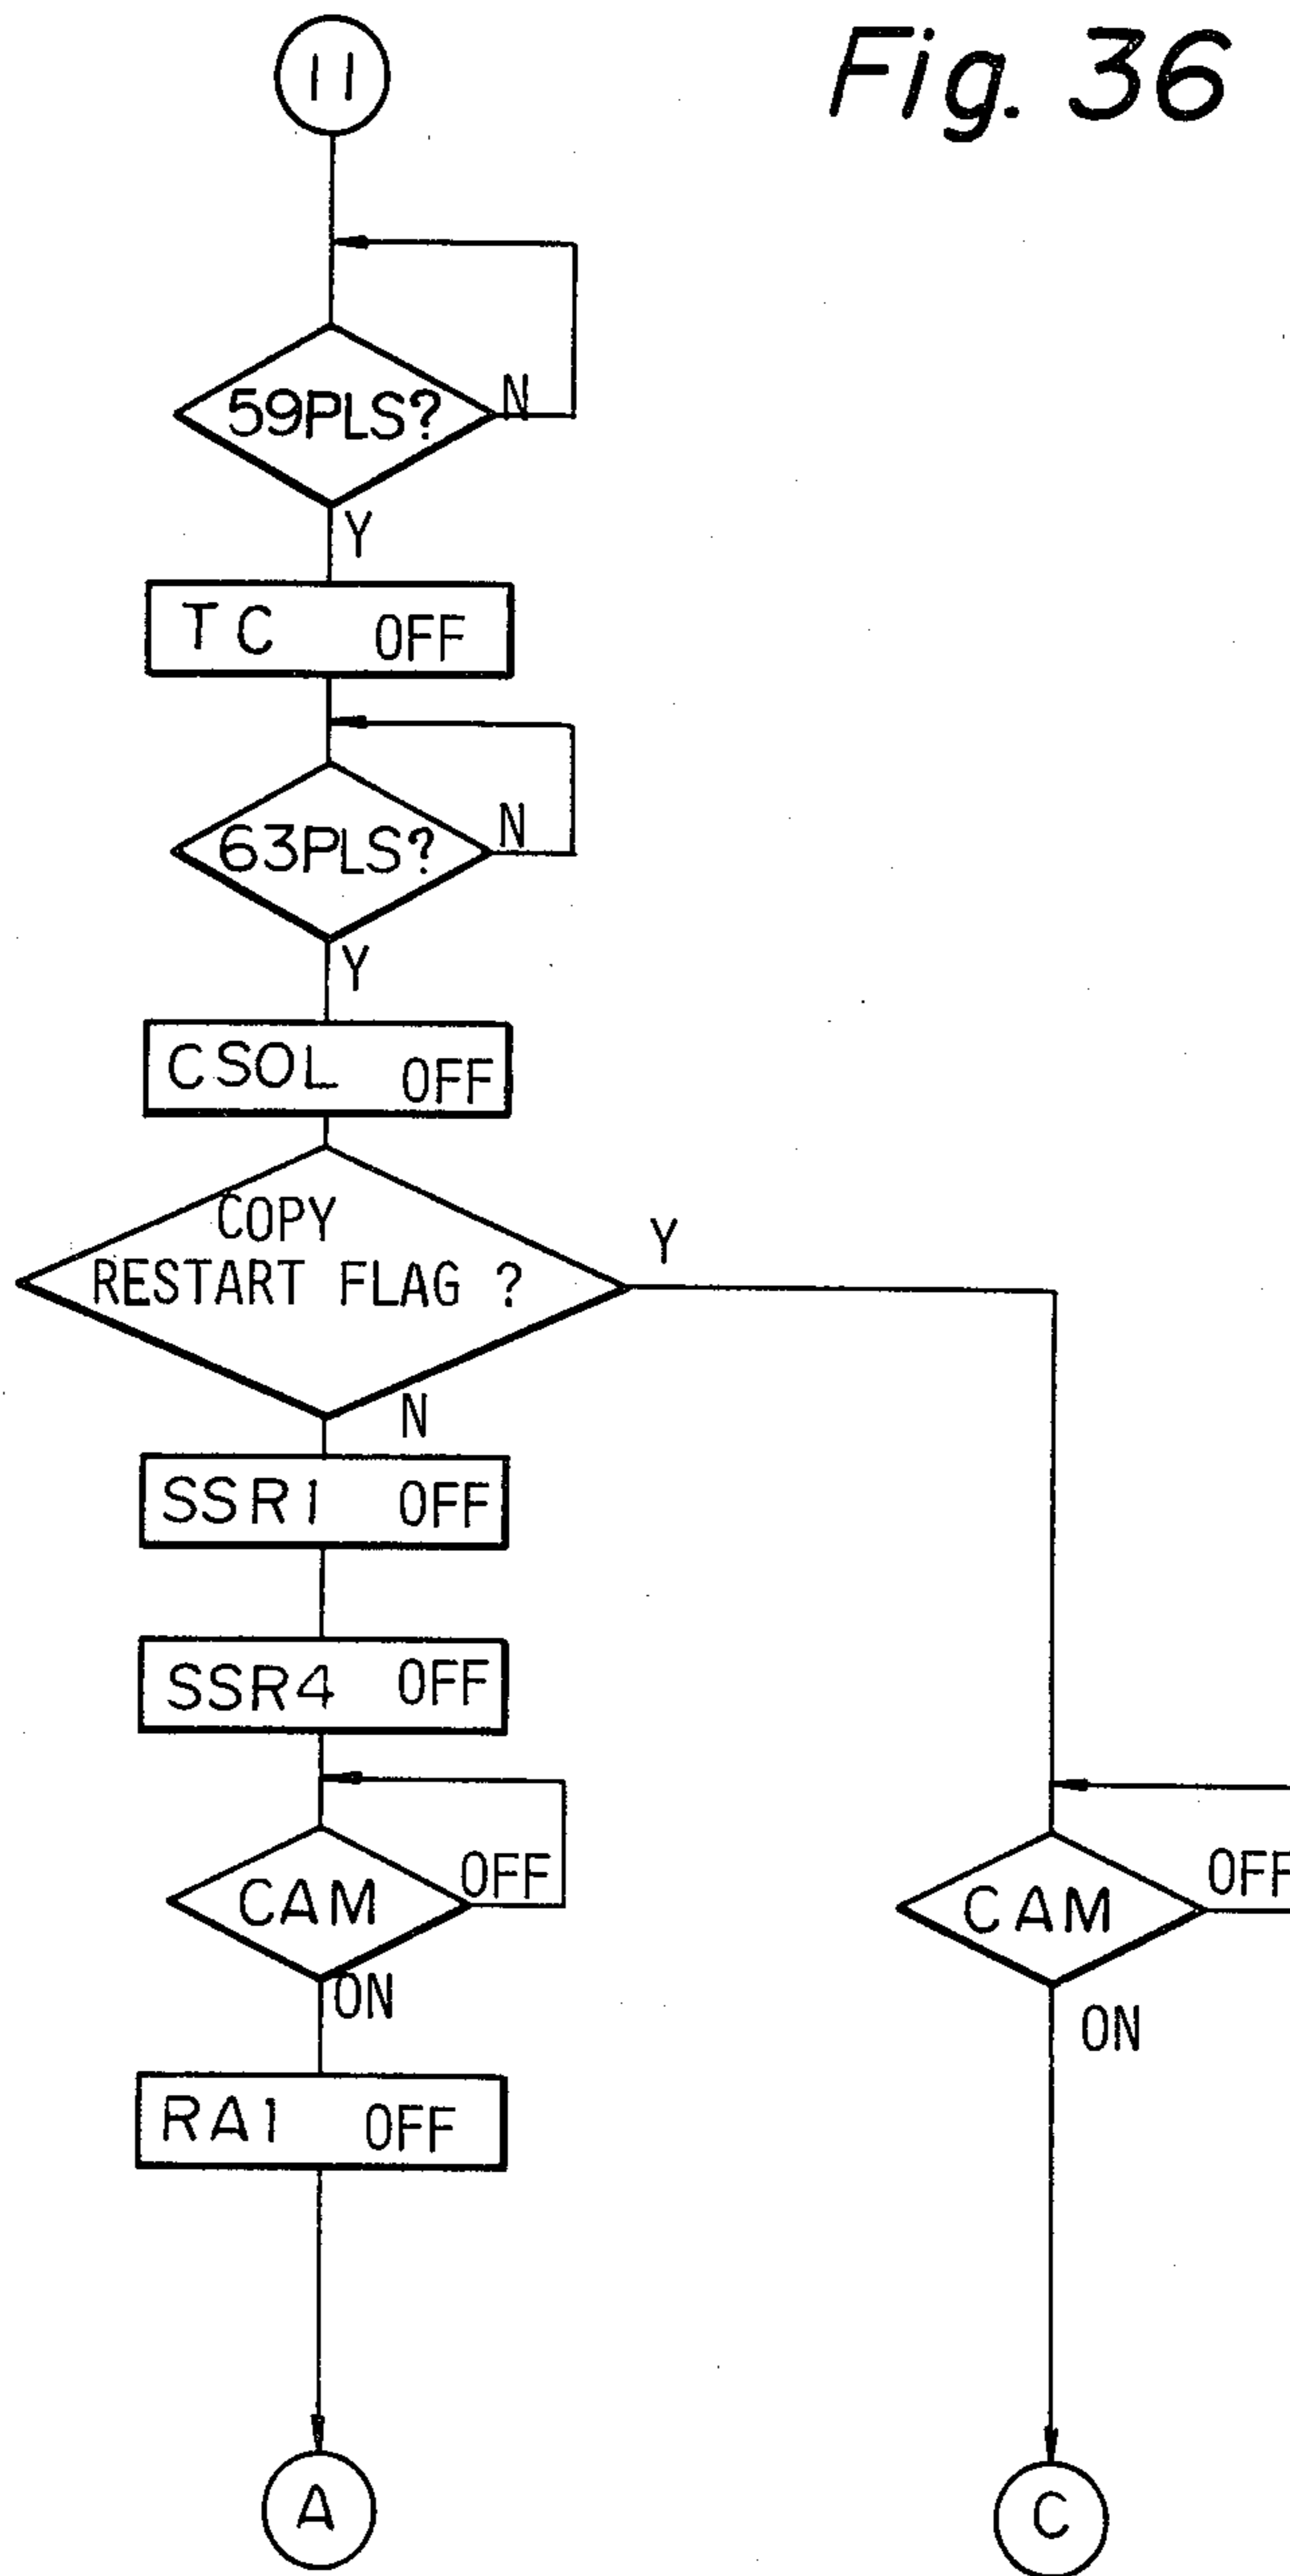 Fig. 36
11
59PLS?
N
Y
TC OFF
63PLS?
N
Y
CSOL OFF
COPY
RESTART FLAG ?
Y
N
SSR1 OFF
SSR4 OFF
CAM
OFF
ON
RA1 OFF
A
CAM
OFF
ON
C